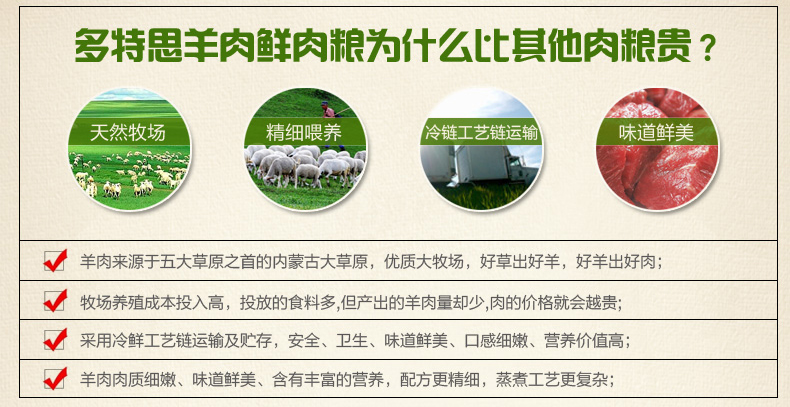 多特思羊肉鲜肉粮为什么比其他肉粮贵？
天然牧场
精细喂养
冷链工艺链运输
味道鲜美
羊肉来源于五大草原之首的内蒙古大草原，优质大牧场，好草出好羊，好羊出好肉；
牧场养殖成本投入高，投放的食料多,但产出的羊肉量却少,肉的价格就会越贵;
采用冷鲜工艺链运输及贮存，安全、卫生、味道鲜美、口感细嫩、营养价值高；
羊肉肉质细嫩、味道鲜美、含有丰富的营养，配方更精细，蒸煮工艺更复杂；